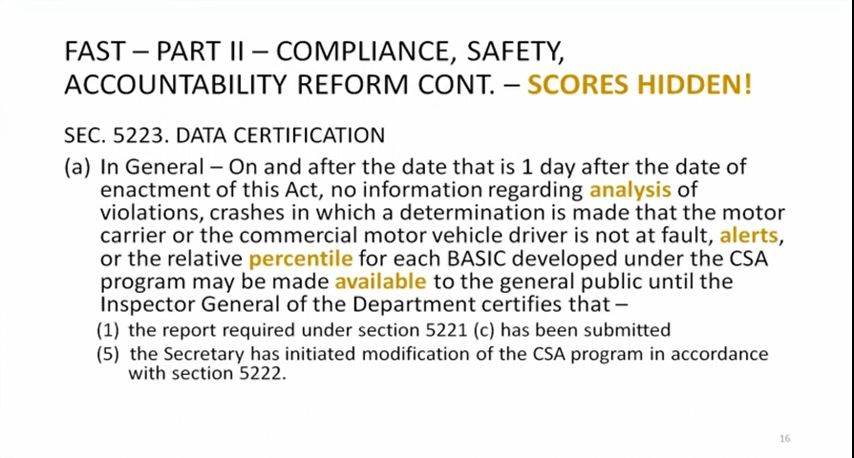 FAST – PART II – COMPLIANCE, SAFETY,
ACCOUNTABILITY REFORM CONT. – SCORES HIDDEN!
SEC. 5223. DATA CERTIFICATION
(a) In General – On and after the date that is 1 day after the date of
enactment of this Act, no information regarding analysis of
violations, crashes in which a determination is made that the motor
carrier or the commercial motor vehicle driver is not at fault, alerts,
or the relative percentile for each BASIC developed under the CSA
program may be made available to the general public until the
Inspector General of the Department certifies that –
(1) the report required under section 5221 (c) has been submitted
(5) the Secretary has initiated modification of the CSA program in accordance
with section 5222.
16